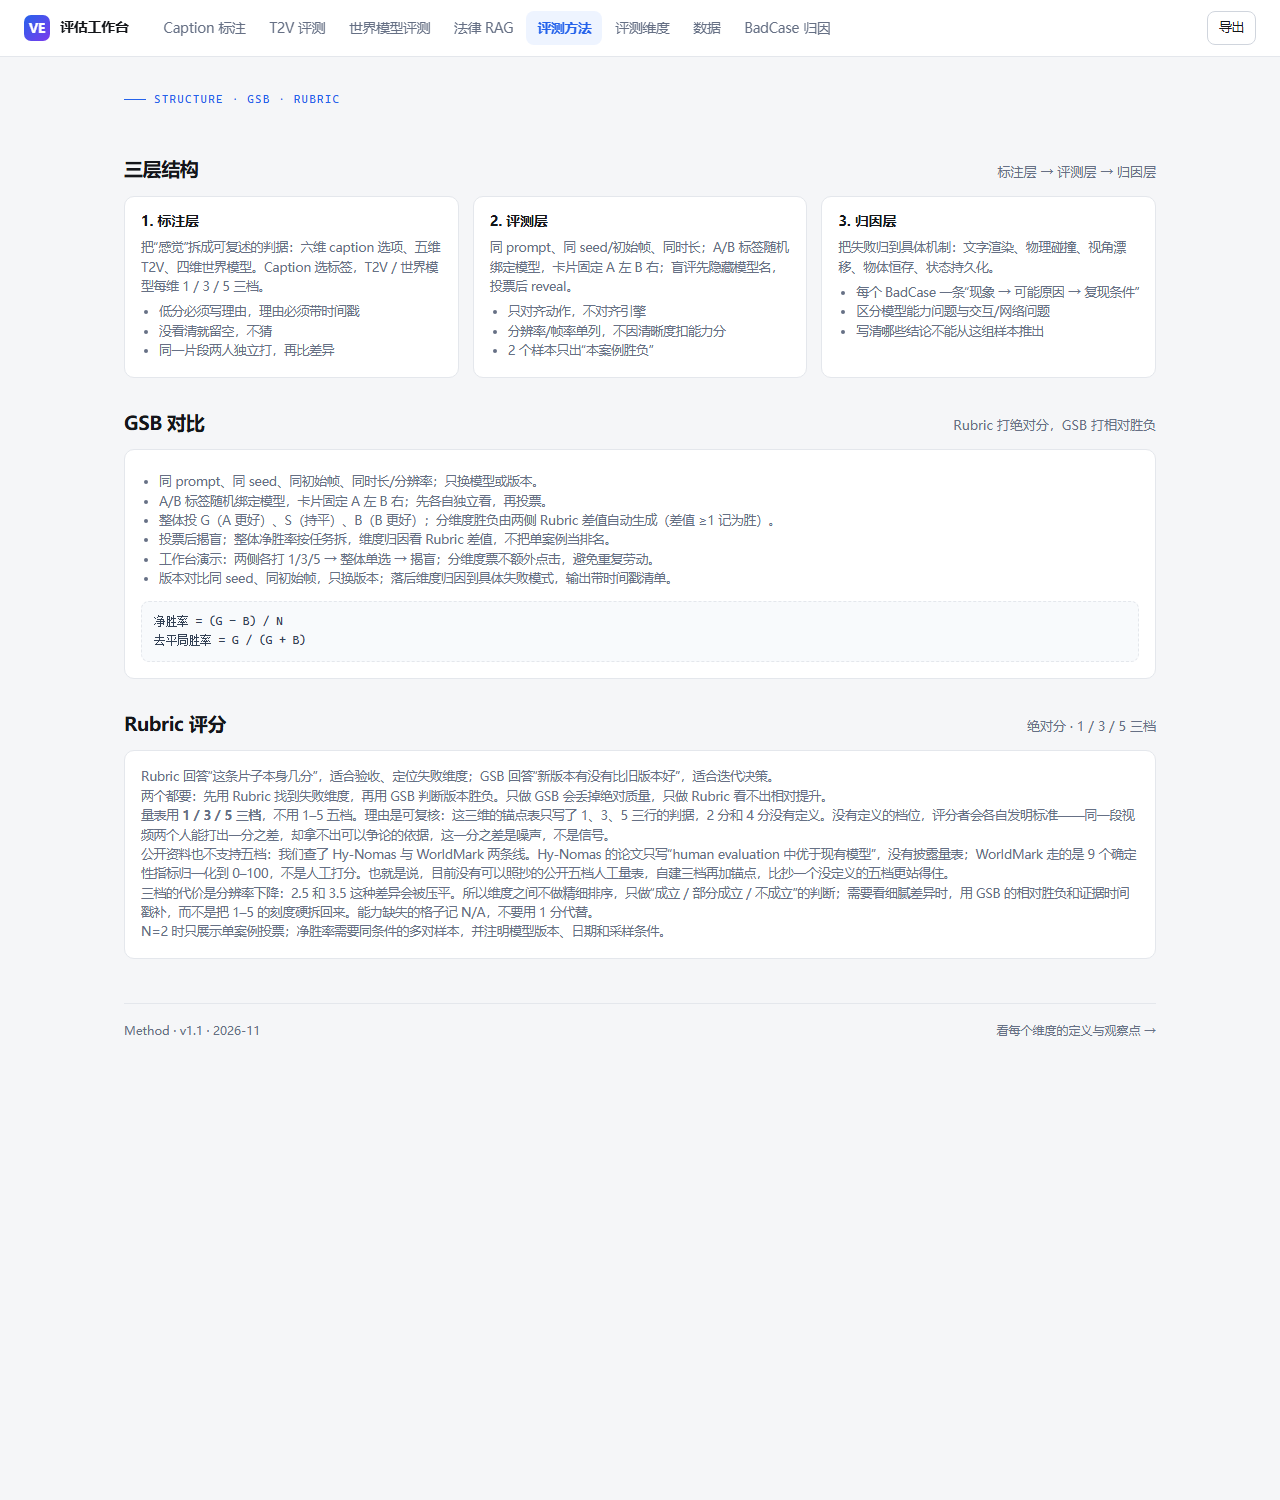 VE 评估工作台 Caption 标注 T2V 评测 世界模型评测 法律 RAG 评测方法 评测维度 数据 BadCase 归因 导出
STRUCTURE · GSB · RUBRIC
三层结构 标注层 → 评测层 → 归因层
1. 标注层
把“感觉”拆成可复述的判据：六维 caption 选项、五维
T2V、四维世界模型。Caption 选标签，T2V / 世界模
型每维 1 / 3 / 5 三档。
• 低分必须写理由，理由必须带时间戳
• 没看清就留空，不猜
• 同一片段两人独立打，再比差异
2. 评测层
同 prompt、同 seed/初始帧、同时长；A/B 标签随机
绑定模型，卡片固定 A 左 B 右；盲评先隐藏模型名，
投票后 reveal。
• 只对齐动作，不对齐引擎
• 分辨率/帧率单列，不因清晰度扣能力分
• 2 个样本只出“本案例胜负”
3. 归因层
把失败归到具体机制：文字渲染、物理碰撞、视角漂
移、物体恒存、状态持久化。
• 每个 BadCase 一条“现象 → 可能原因 → 复现条件”
• 区分模型能力问题与交互/网络问题
• 写清哪些结论不能从这组样本推出
GSB 对比 Rubric 打绝对分，GSB 打相对胜负
• 同 prompt、同 seed、同初始帧、同时长/分辨率；只换模型或版本。
• A/B 标签随机绑定模型，卡片固定 A 左 B 右；先各自独立看，再投票。
• 整体投 G（A 更好）、S（持平）、B（B 更好）；分维度胜负由两侧 Rubric 差值自动生成（差值 ≥1 记为胜）。
• 投票后揭盲；整体净胜率按任务拆，维度归因看 Rubric 差值，不把单案例当排名。
• 工作台演示：两侧各打 1/3/5 → 整体单选 → 揭盲；分维度票不额外点击，避免重复劳动。
• 版本对比同 seed、同初始帧，只换版本；落后维度归因到具体失败模式，输出带时间戳清单。
净胜率 = (G − B) / N
去平局胜率 = G / (G + B)
Rubric 评分 绝对分 · 1 / 3 / 5 三档
Rubric 回答“这条片子本身几分”，适合验收、定位失败维度；GSB 回答“新版本有没有比旧版本好”，适合迭代决策。
两个都要：先用 Rubric 找到失败维度，再用 GSB 判断版本胜负。只做 GSB 会丢掉绝对质量，只做 Rubric 看不出相对提升。
量表用 1 / 3 / 5 三档，不用 1–5 五档。理由是可复核：这三维的锚点表只写了 1、3、5 三行的判据，2 分和 4 分没有定义。没有定义的档位，评分者会各自发明标准——同一段视
频两个人能打出一分之差，却拿不出可以争论的依据，这一分之差是噪声，不是信号。
公开资料也不支持五档：我们查了 Hy-Nomas 与 WorldMark 两条线。Hy-Nomas 的论文只写“human evaluation 中优于现有模型”，没有披露量表；WorldMark 走的是 9 个确定
性指标归一化到 0–100，不是人工打分。也就是说，目前没有可以照抄的公开五档人工量表，自建三档再加锚点，比抄一个没定义的五档更站得住。
三档的代价是分辨率下降：2.5 和 3.5 这种差异会被压平。所以维度之间不做精细排序，只做“成立 / 部分成立 / 不成立”的判断；需要看细腻差异时，用 GSB 的相对胜负和证据时间
戳补，而不是把 1–5 的刻度硬拆回来。能力缺失的格子记 N/A，不要用 1 分代替。
N=2 时只展示单案例投票；净胜率需要同条件的多对样本，并注明模型版本、日期和采样条件。
Method · v1.1 · 2026-11 看每个维度的定义与观察点 →